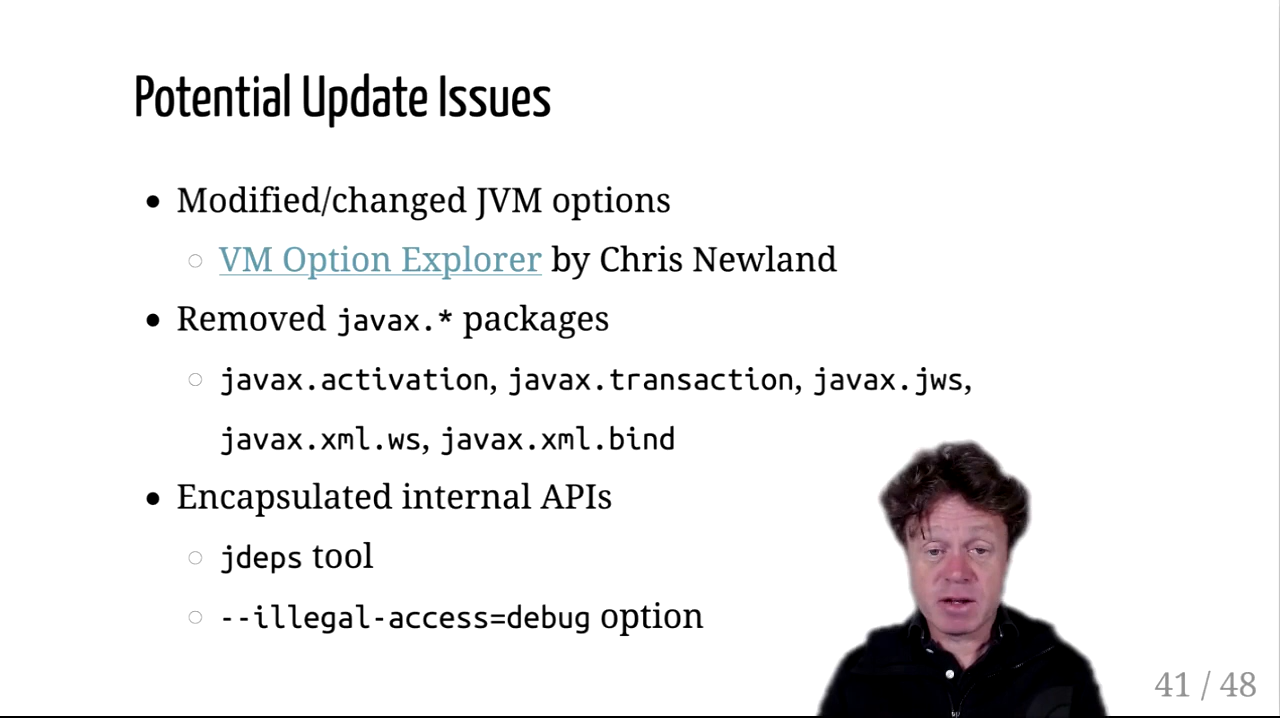 Potential Update Issues
Modified/changed JVM options
VM Option Explorer by Chris Newland
Removed javax.* packages
javax.activation, javax.transaction, javax.jws,
javax.xml.ws, javax.xml.bind
Encapsulated internal APIs
jdeps tool
--illegal-access=debug option
41 / 48